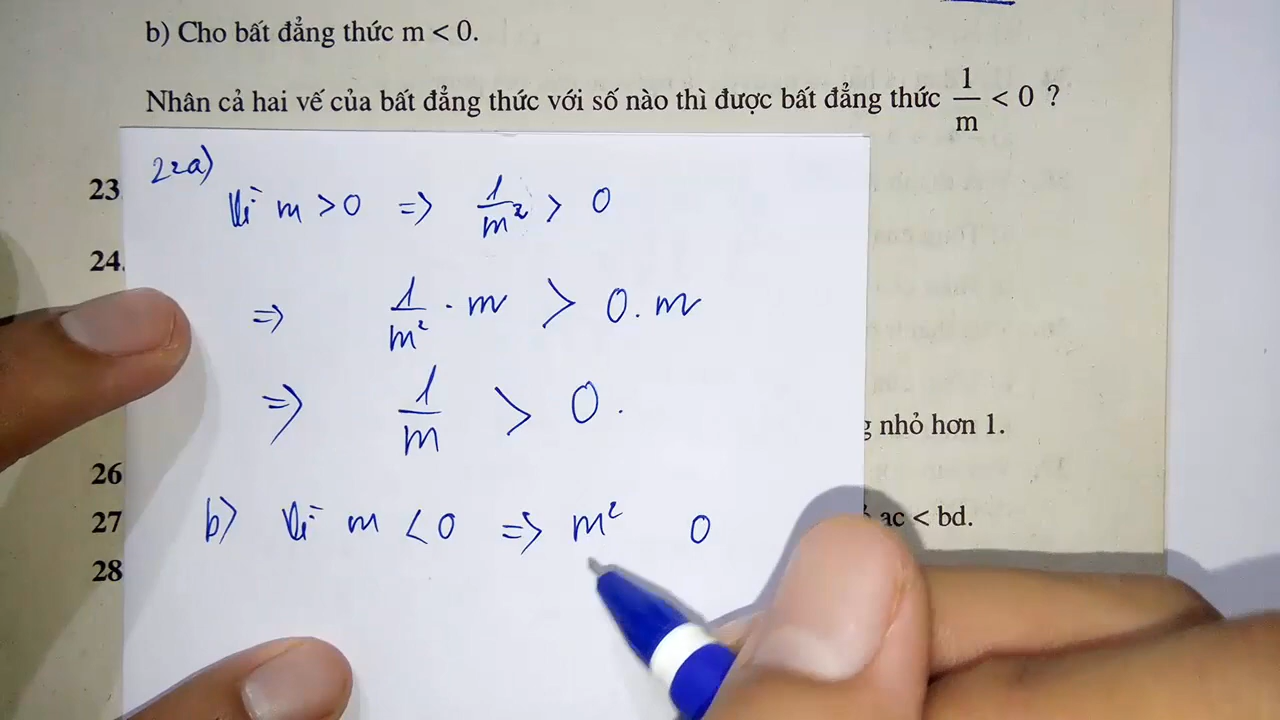 b) Cho bất đẳng thức m < 0.
Nhân cả hai vế của bất đẳng thức với số nào thì được bất đẳng thức 1/m < 0 ?
22a)
23
Vì m > 0 => 1/m² > 0
24.
=> 1/m² . m > 0 . m
=> 1/m > 0 .
nhỏ hơn 1.
26
b) Vì m < 0 => m² 0
27
ac < bd.
28